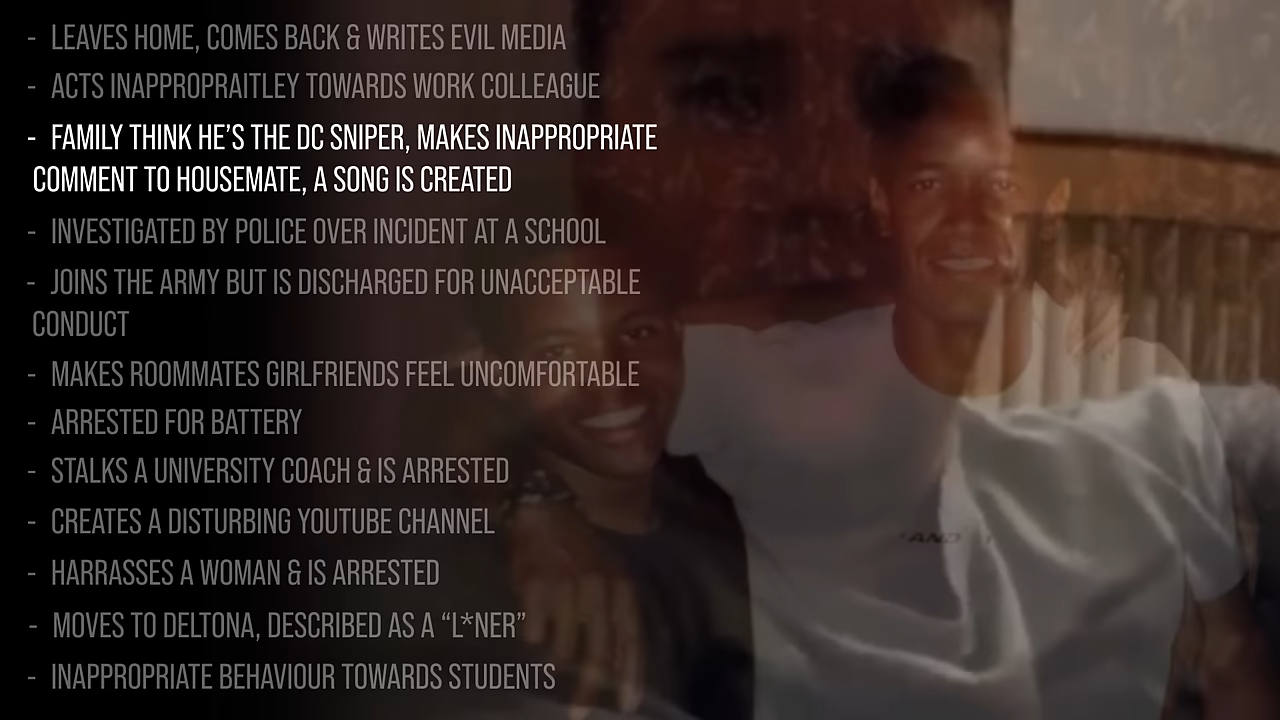 - LEAVES HOME, COMES BACK & WRITES EVIL MEDIA
- ACTS INAPPROPRAITLEY TOWARDS WORK COLLEAGUE
- FAMILY THINK HE'S THE DC SNIPER, MAKES INAPPROPRIATE
COMMENT TO HOUSEMATE, A SONG IS CREATED
- INVESTIGATED BY POLICE OVER INCIDENT AT A SCHOOL
- JOINS THE ARMY BUT IS DISCHARGED FOR UNACCEPTABLE
CONDUCT
- MAKES ROOMMATES GIRLFRIENDS FEEL UNCOMFORTABLE
- ARRESTED FOR BATTERY
- STALKS A UNIVERSITY COACH & IS ARRESTED
- CREATES A DISTURBING YOUTUBE CHANNEL
- HARRASSES A WOMAN & IS ARRESTED
- MOVES TO DELTONA, DESCRIBED AS A “L*NER”
- INAPPROPRIATE BEHAVIOUR TOWARDS STUDENTS